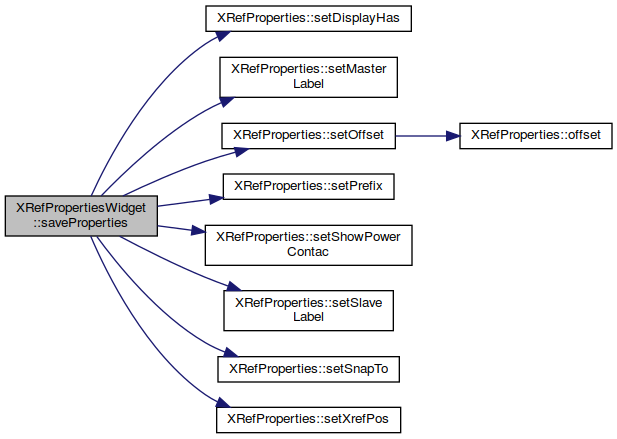 XRefProperties::setDisplayHas
XRefProperties::setMaster
Label
XRefProperties::setOffset
XRefProperties::offset
XRefProperties::setPrefix
XRefPropertiesWidget
::saveProperties
XRefProperties::setShowPower
Contac
XRefProperties::setSlave
Label
XRefProperties::setSnapTo
XRefProperties::setXrefPos